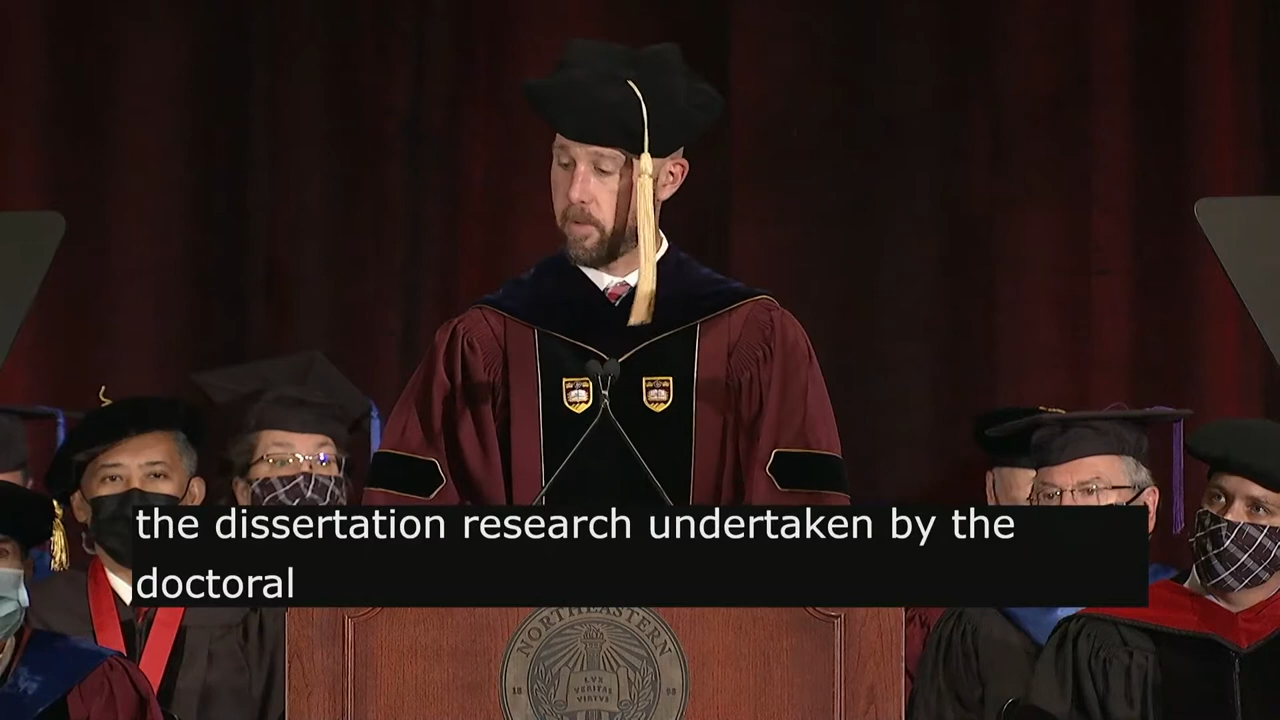 the dissertation research undertaken by the
doctoral
NORTHEASTERN
LVX
VERITAS
VIRTVS
18 98